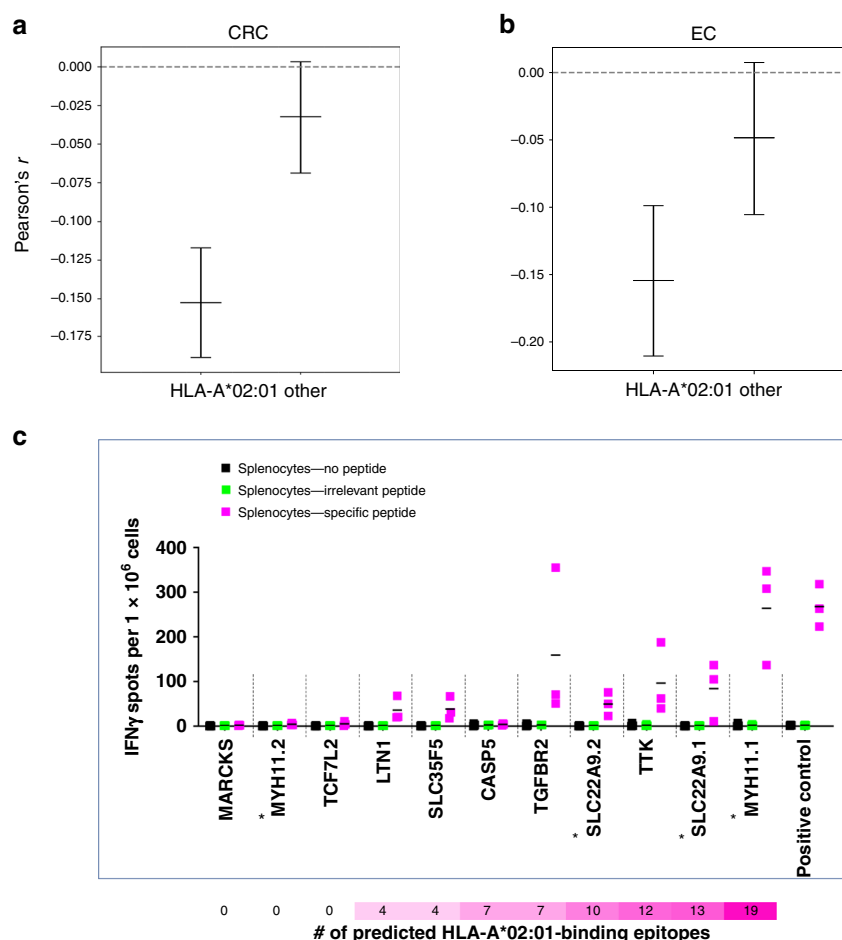 a
CRC
0.000
−0.025
−0.050
−0.075
−0.100
−0.125
−0.150
−0.175
Pearson's r
HLA-A*02:01 other
b
EC
0.00
−0.05
−0.10
−0.15
−0.20
HLA-A*02:01 other
c
Splenocytes—no peptide
Splenocytes—irrelevant peptide
Splenocytes—specific peptide
IFNγ spots per 1 × 10⁶ cells
400
300
200
100
0
MARCKS
* MYH11.2
TCF7L2
LTN1
SLC35F5
CASP5
TGFBR2
* SLC22A9.2
TTK
* SLC22A9.1
* MYH11.1
Positive control
0 0 0 4 4 7 7 10 12 13 19
# of predicted HLA-A*02:01-binding epitopes